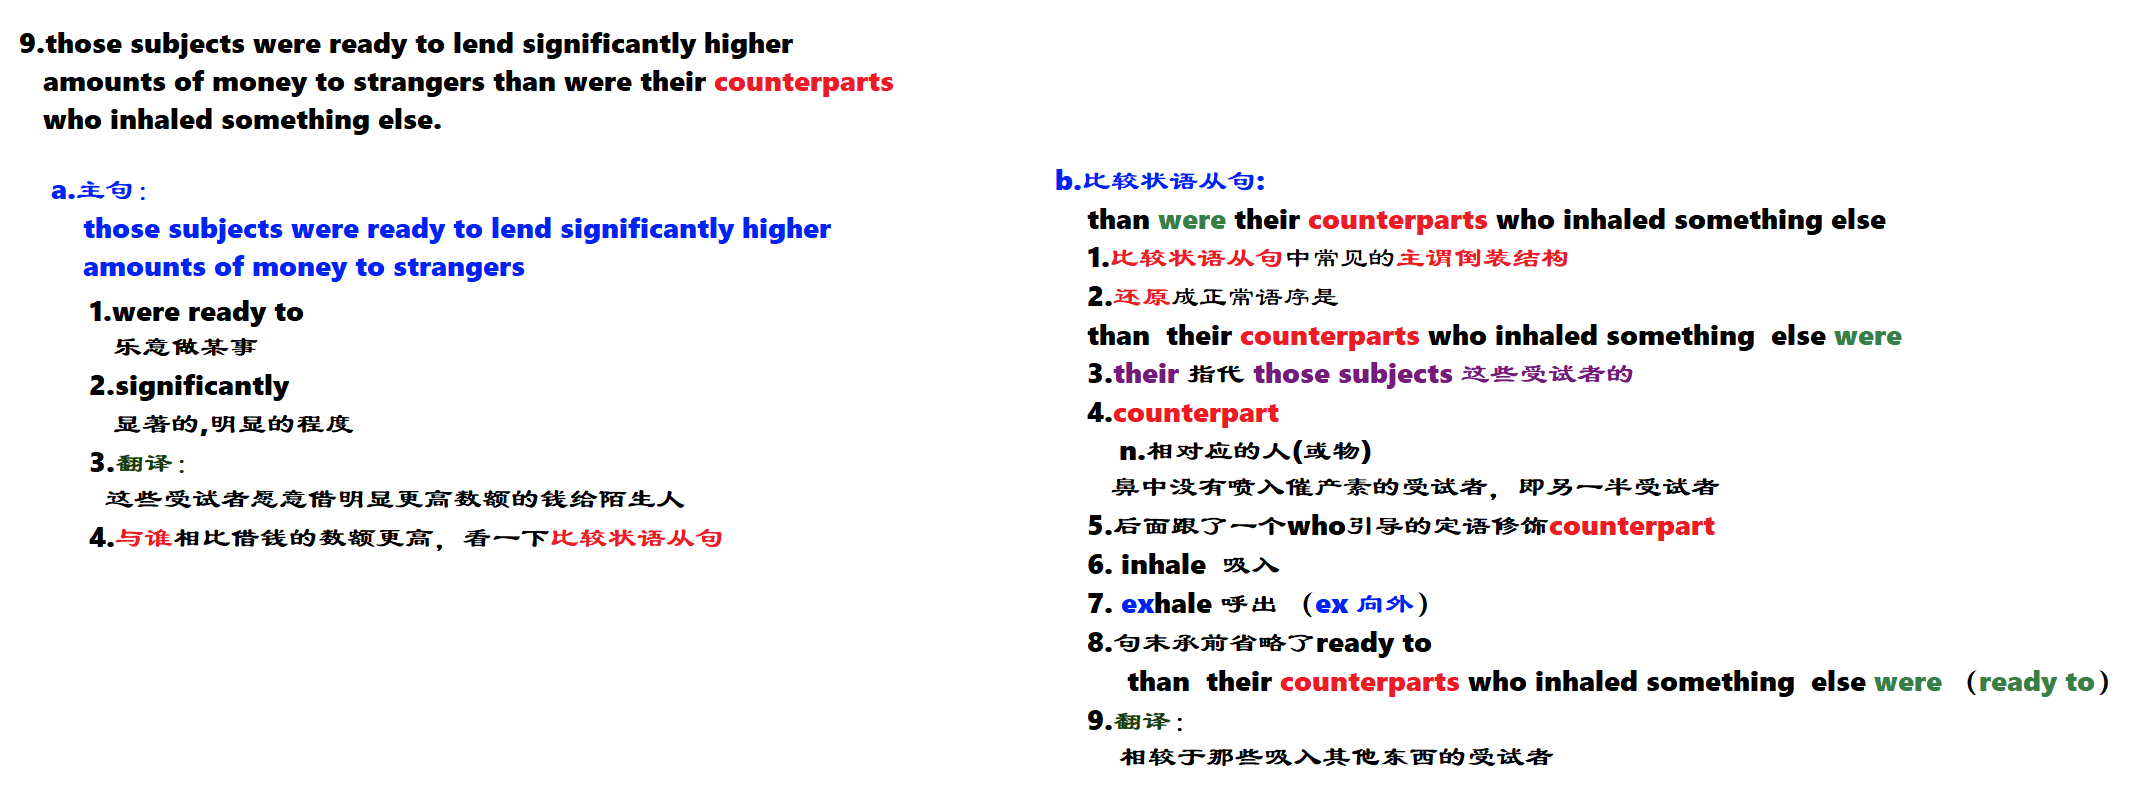 9.those subjects were ready to lend significantly higher
amounts of money to strangers than were their counterparts
who inhaled something else.
a.主句：
those subjects were ready to lend significantly higher
amounts of money to strangers
1.were ready to
乐意做某事
2.significantly
显著的,明显的程度
3.翻译：
这些受试者愿意借明显更高数额的钱给陌生人
4.与谁相比借钱的数额更高，看一下比较状语从句
b.比较状语从句:
than were their counterparts who inhaled something else
1.比较状语从句中常见的主谓倒装结构
2.还原成正常语序是
than their counterparts who inhaled something else were
3.their 指代 those subjects 这些受试者的
4.counterpart
n.相对应的人(或物)
鼻中没有喷入催产素的受试者，即另一半受试者
5.后面跟了一个who引导的定语修饰counterpart
6. inhale 吸入
7. exhale 呼出 （ex 向外）
8.句末承前省略了ready to
than their counterparts who inhaled something else were （ready to）
9.翻译：
相较于那些吸入其他东西的受试者